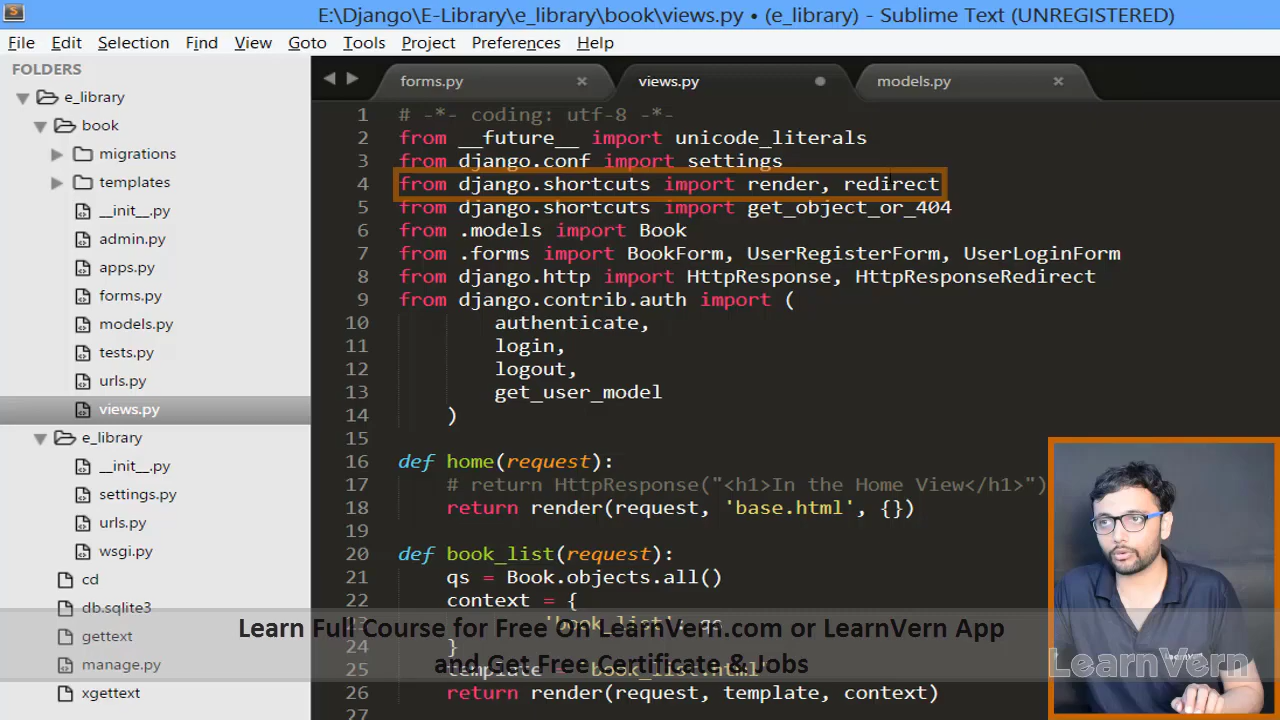 E:\Django\E-Library\e_library\book\views.py • (e_library) - Sublime Text (UNREGISTERED)
File Edit Selection Find View Goto Tools Project Preferences Help
FOLDERS
e_library
book
migrations
templates
__init__.py
admin.py
apps.py
forms.py
models.py
tests.py
urls.py
views.py
e_library
__init__.py
settings.py
urls.py
wsgi.py
cd
db.sqlite3
gettext
manage.py
xgettext
forms.py views.py models.py
1 # -*- coding: utf-8 -*-
2 from __future__ import unicode_literals
3 from django.conf import settings
4 from django.shortcuts import render, redirect
5 from django.shortcuts import get_object_or_404
6 from .models import Book
7 from .forms import BookForm, UserRegisterForm, UserLoginForm
8 from django.http import HttpResponse, HttpResponseRedirect
9 from django.contrib.auth import (
10 authenticate,
11 login,
12 logout,
13 get_user_model
14 )
15
16 def home(request):
17 # return HttpResponse("<h1>In the Home View</h1>")
18 return render(request, 'base.html', {})
19
20 def book_list(request):
21 qs = Book.objects.all()
22 context = {
23 'book_list': qs
24 }
25 template = 'book_list.html'
26 return render(request, template, context)
27
Learn Full Course for Free On LearnVern.com or LearnVern App
and Get Free Certificate & Jobs
LearnVern